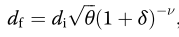 d_f = d_i√θ(1 + δ)^{−ν},